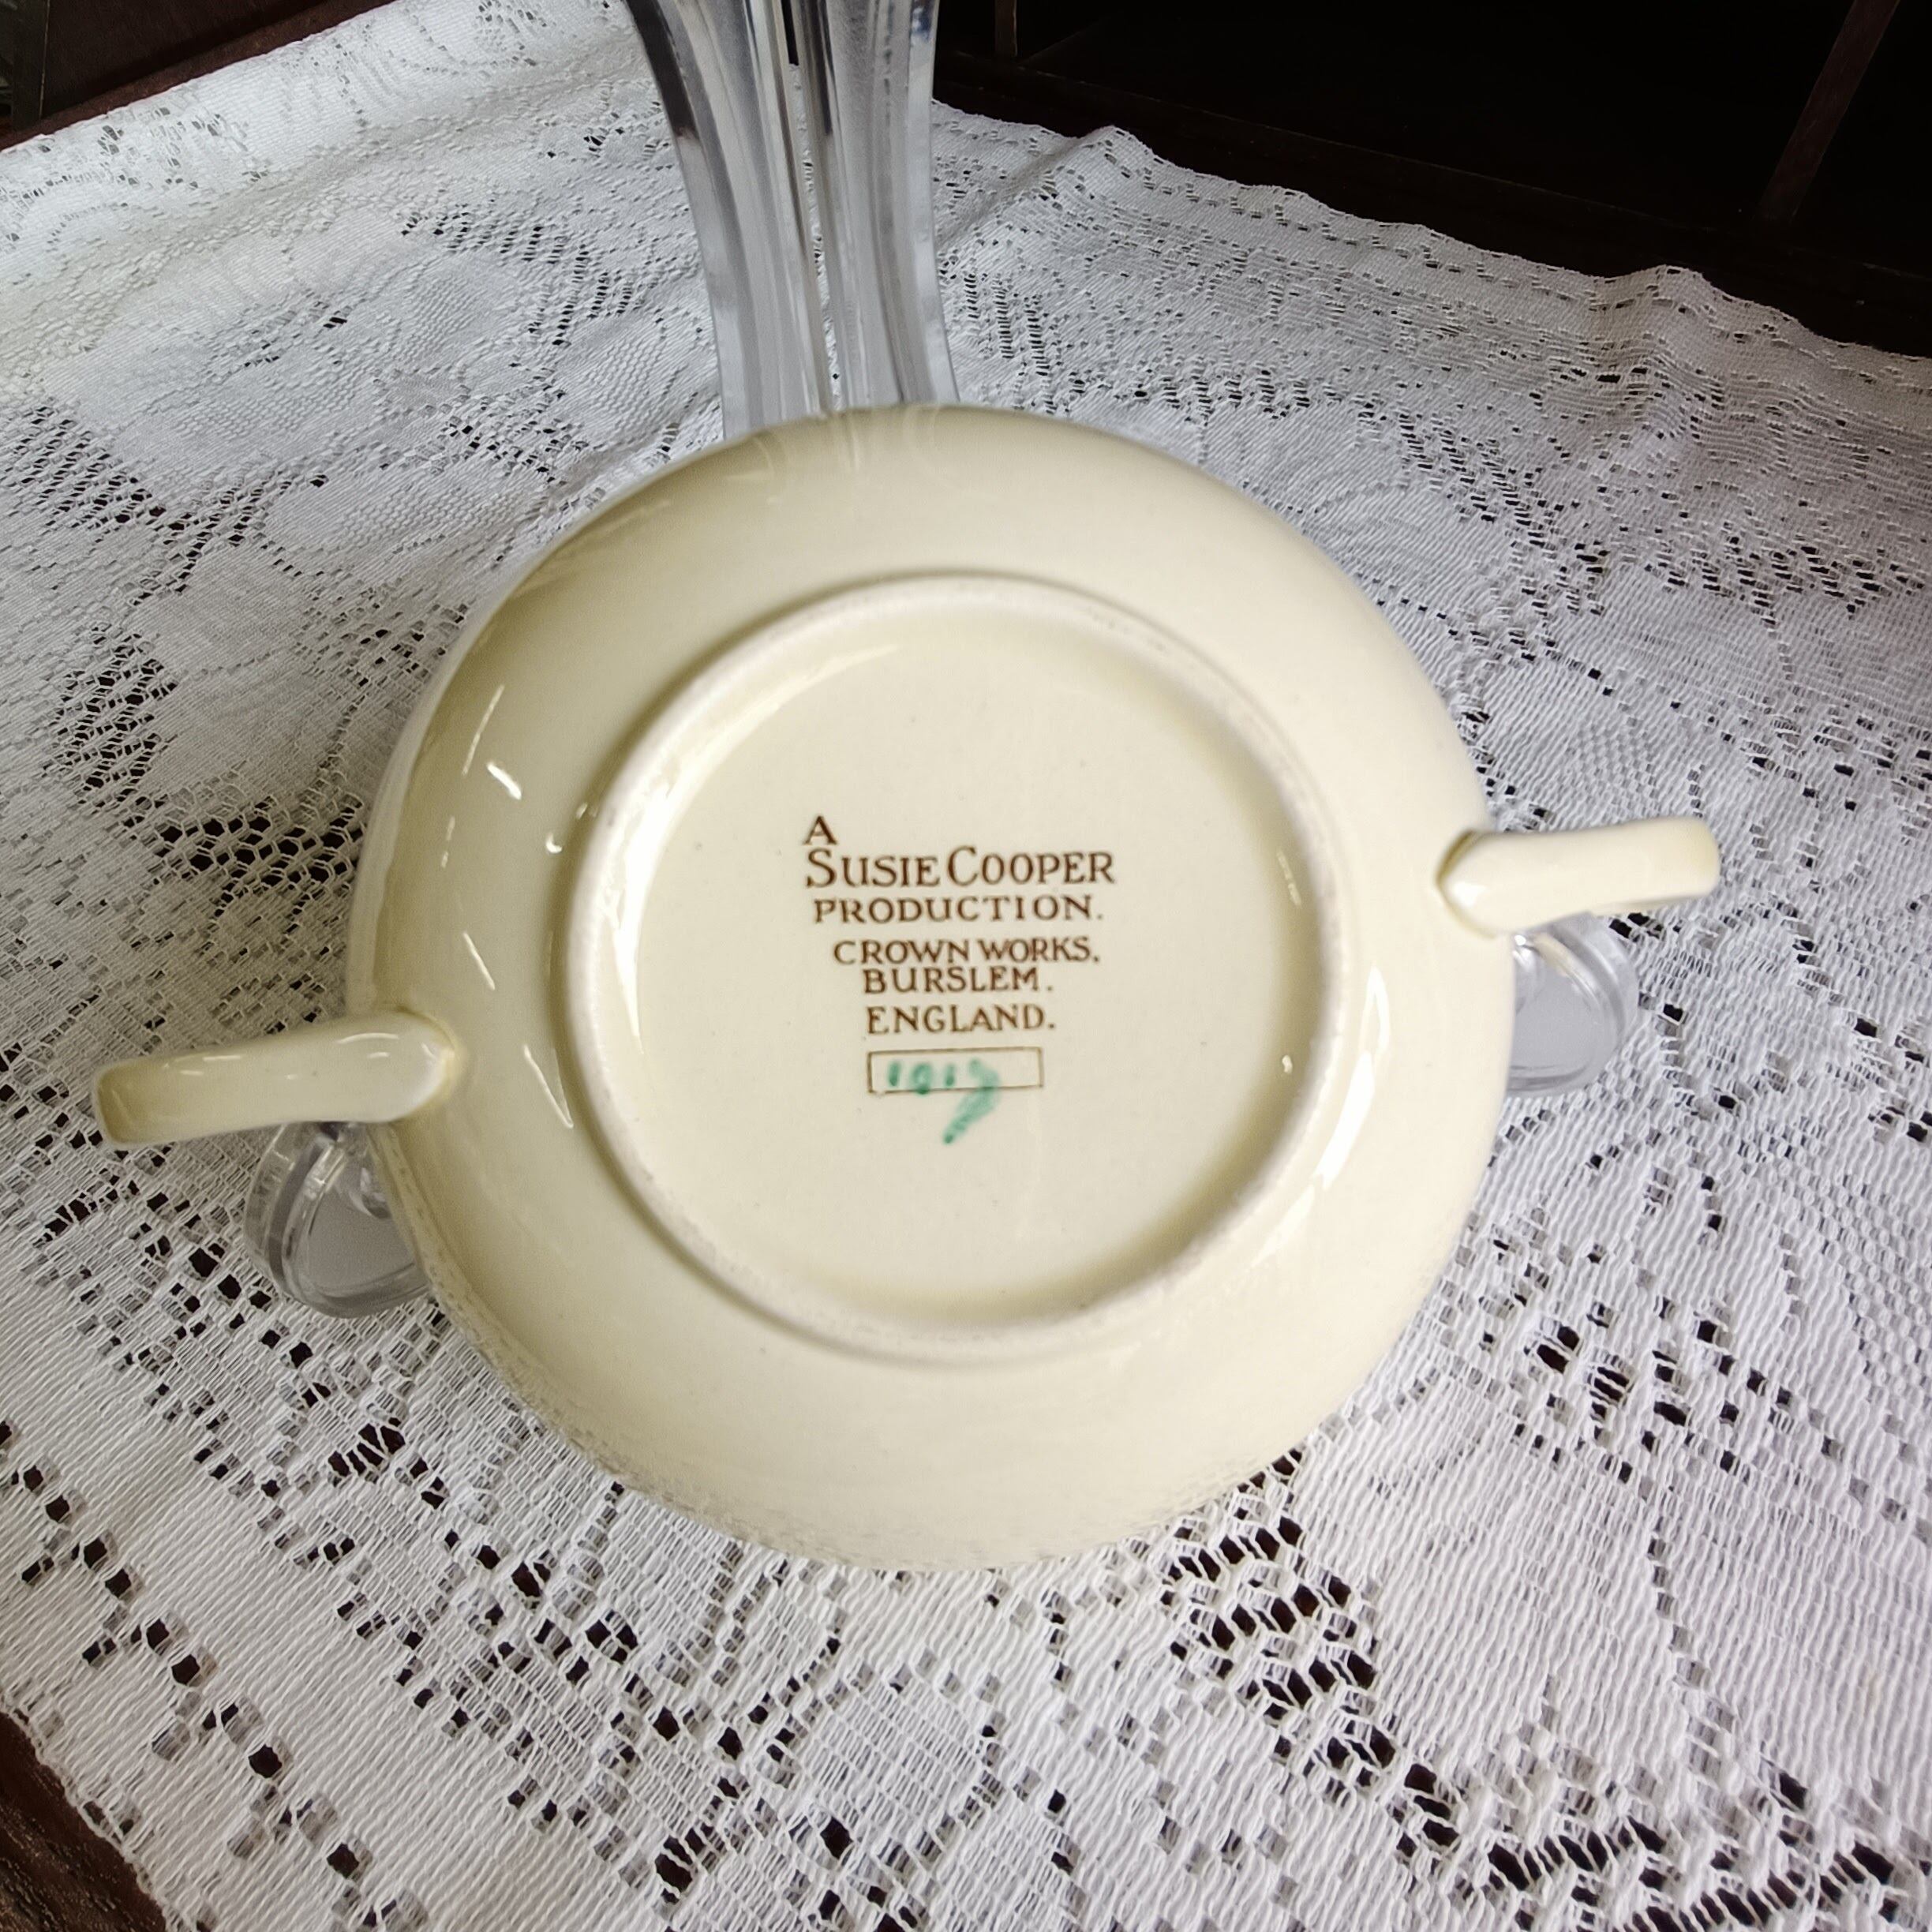 A
SUSIE COOPER
PRODUCTION.
CROWN WORKS.
BURSLEM.
ENGLAND.